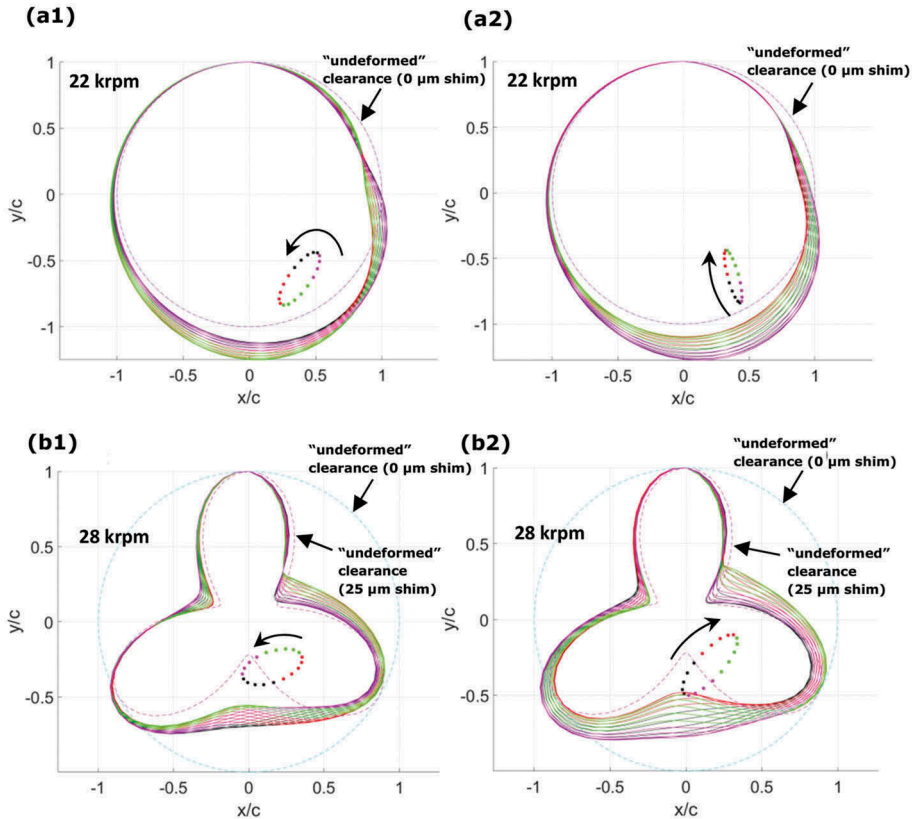 (a1)
22 krpm
“undeformed”
clearance (0 µm shim)
1
0.5
0
-0.5
-1
y/c
-1
-0.5
0
0.5
1
x/c
(a2)
22 krpm
“undeformed”
clearance (0 µm shim)
1
0.5
0
-0.5
-1
y/c
-1
-0.5
0
0.5
1
x/c
(b1)
28 krpm
“undeformed”
clearance (0 µm shim)
“undeformed”
clearance
(25 µm shim)
1
0.5
0
-0.5
y/c
-1
-0.5
0
0.5
1
x/c
(b2)
28 krpm
“undeformed”
clearance (0 µm shim)
“undeformed”
clearance
(25 µm shim)
1
0.5
0
-0.5
y/c
-1
-0.5
0
0.5
1
x/c